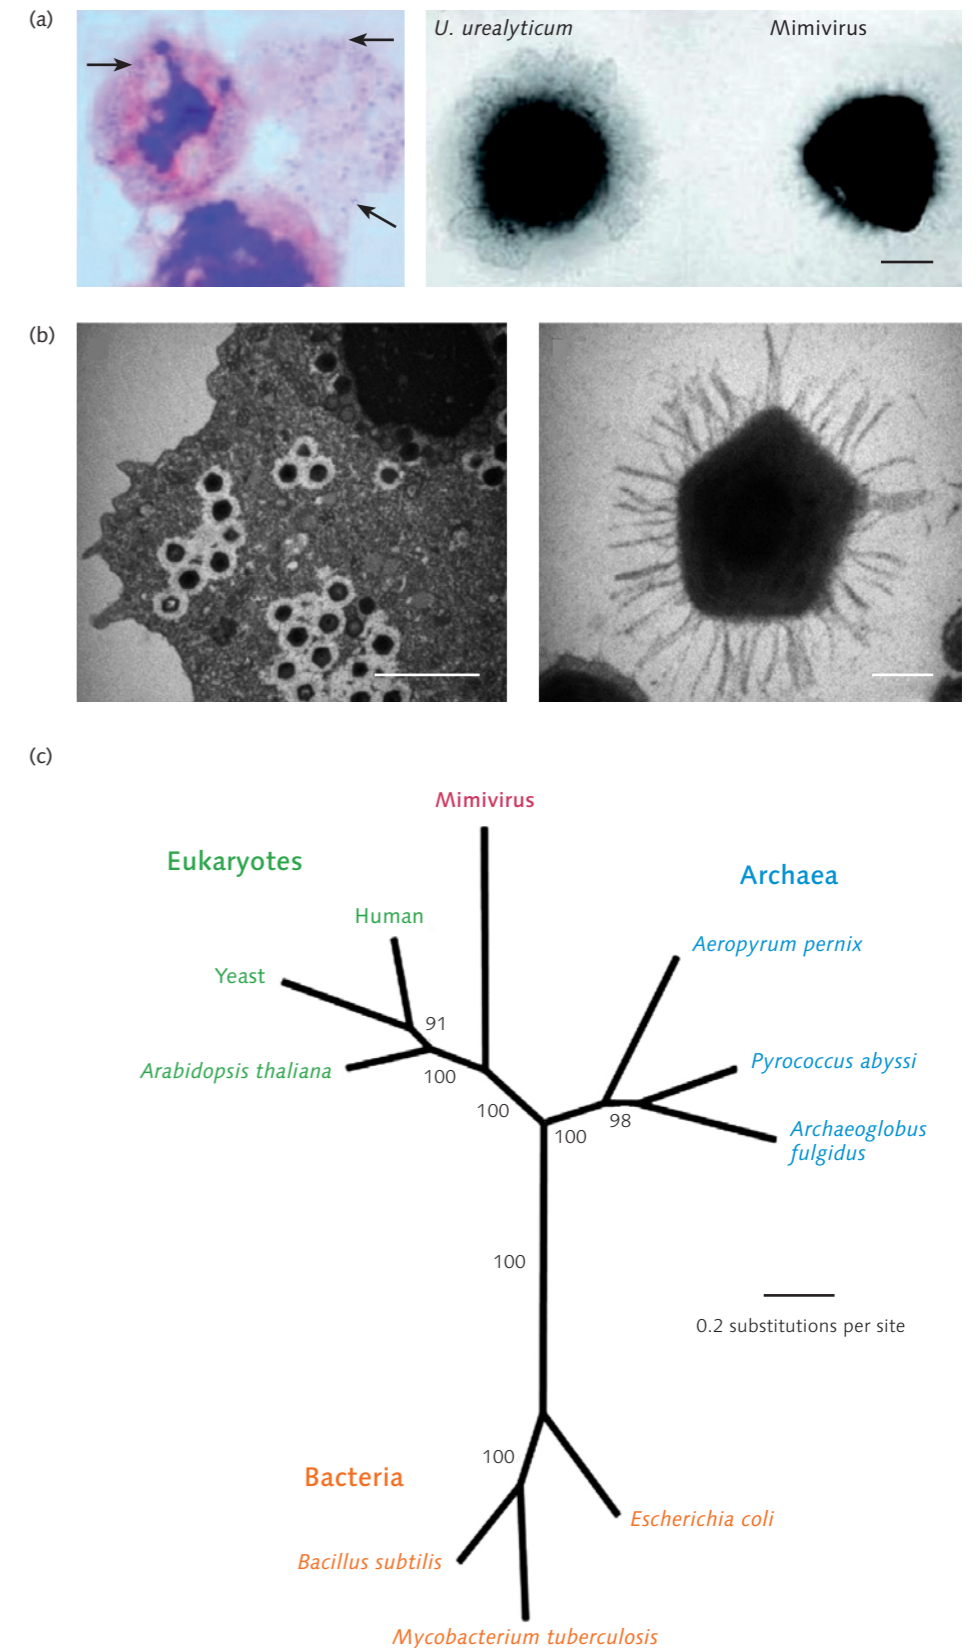 (a)
U. urealyticum
Mimivirus
(b)
(c)
Mimivirus
Eukaryotes
Archaea
Human
Aeropyrum pernix
Yeast
91
Pyrococcus abyssi
Arabidopsis thaliana
100
100
98
Archaeoglobus
fulgidus
100
100
0.2 substitutions per site
100
Bacteria
Escherichia coli
Bacillus subtilis
Mycobacterium tuberculosis